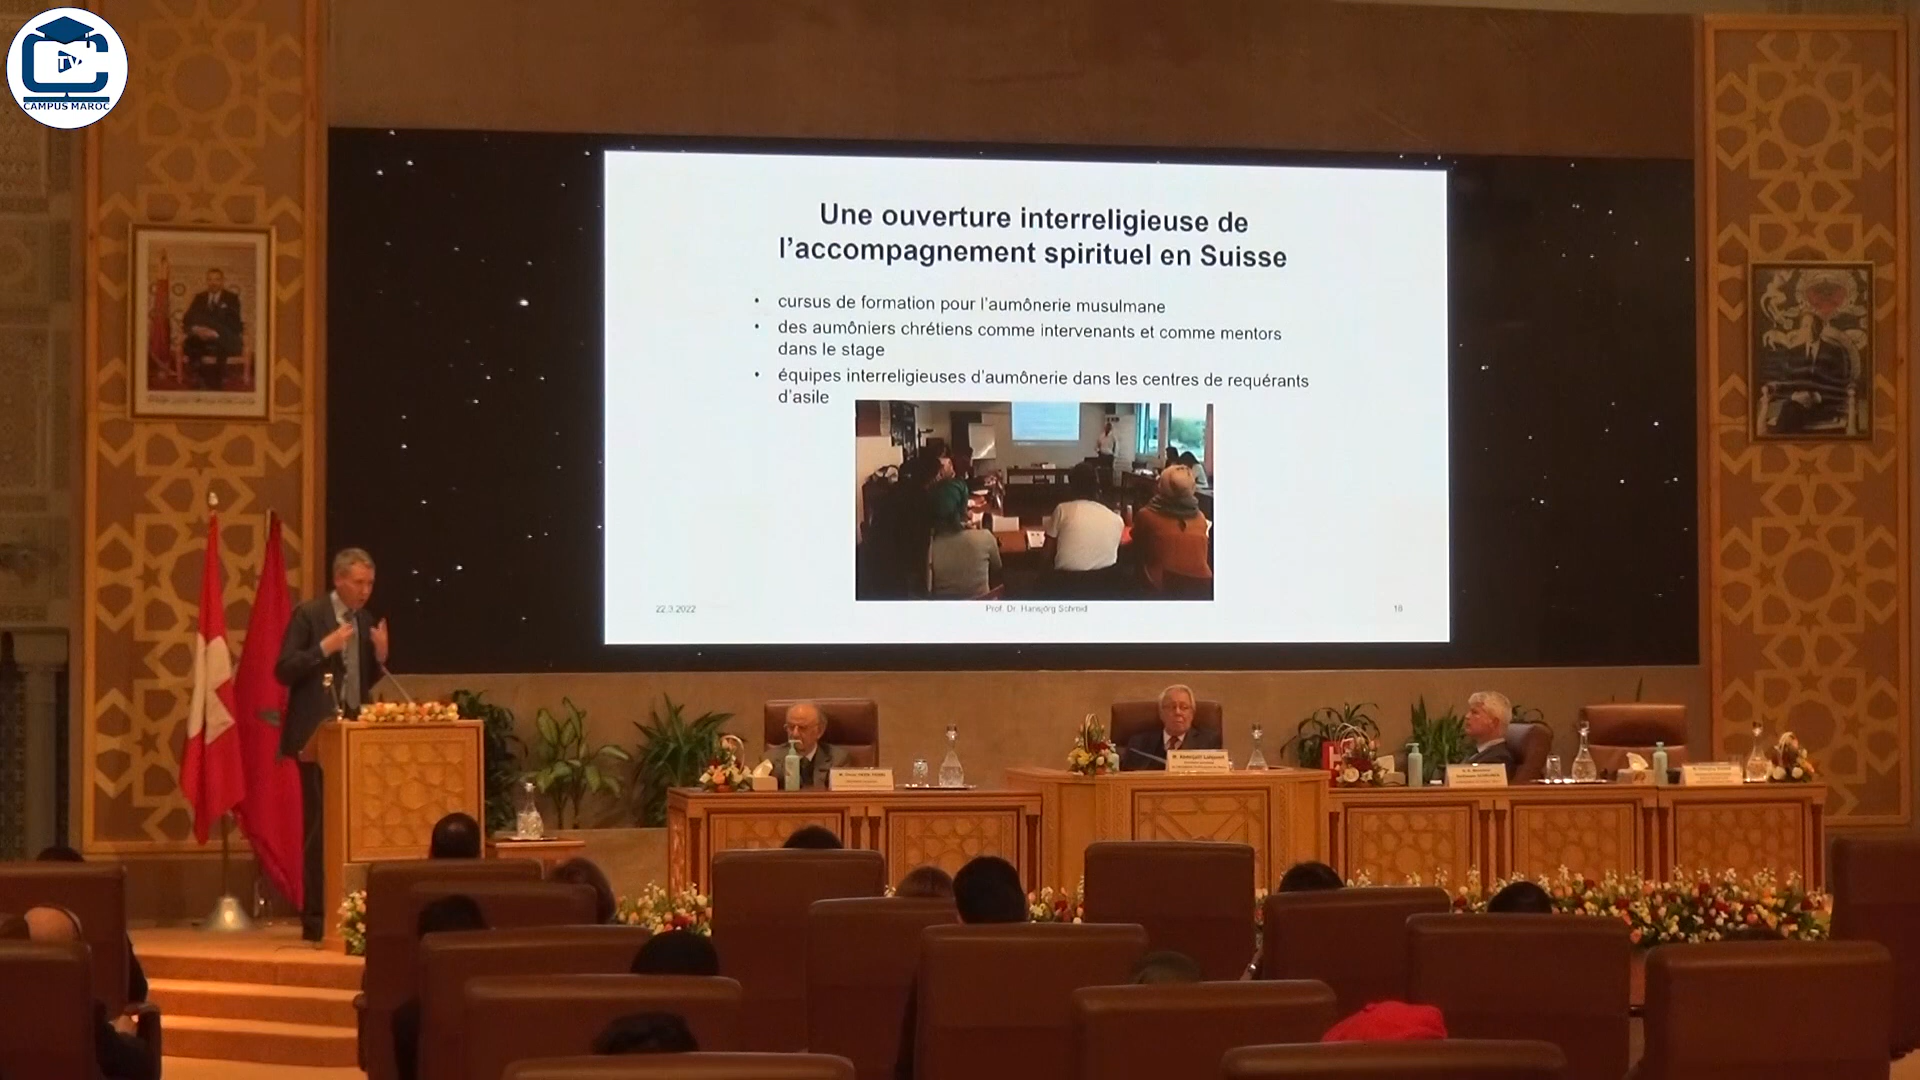 TV
CAMPUS MAROC
Une ouverture interreligieuse de
l'accompagnement spirituel en Suisse
• cursus de formation pour l'aumônerie musulmane
• des aumôniers chrétiens comme intervenants et comme mentors
dans le stage
• équipes interreligieuses d'aumônerie dans les centres de requérants
d'asile
22.3.2022
Prof. Dr. Hansjörg Schmid
18